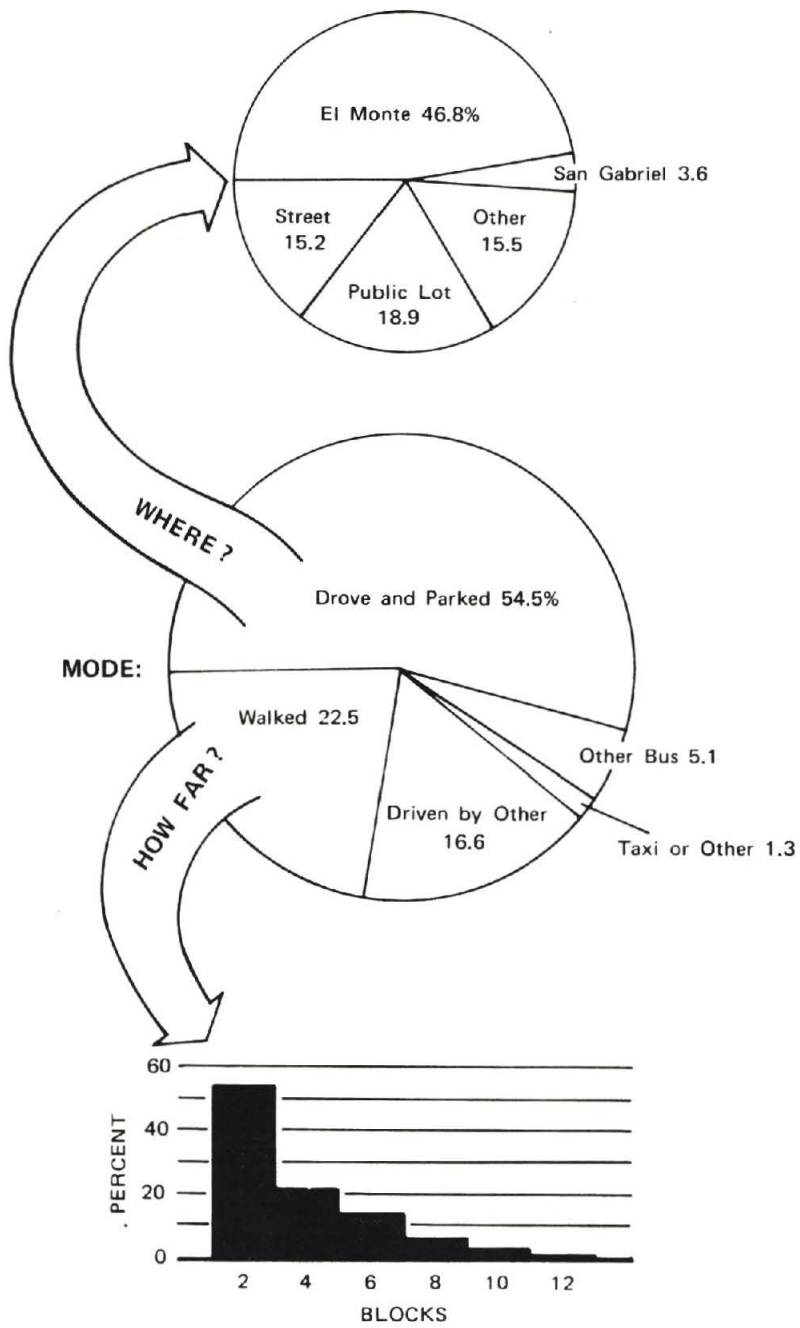 El Monte 46.8%
San Gabriel 3.6
Street
15.2
Other
15.5
Public Lot
18.9
WHERE?
Drove and Parked 54.5%
MODE:
Walked 22.5
Other Bus 5.1
HOW FAR?
Driven by Other
16.6
Taxi or Other 1.3
60
40
20
0
PERCENT
2 4 6 8 10 12
BLOCKS